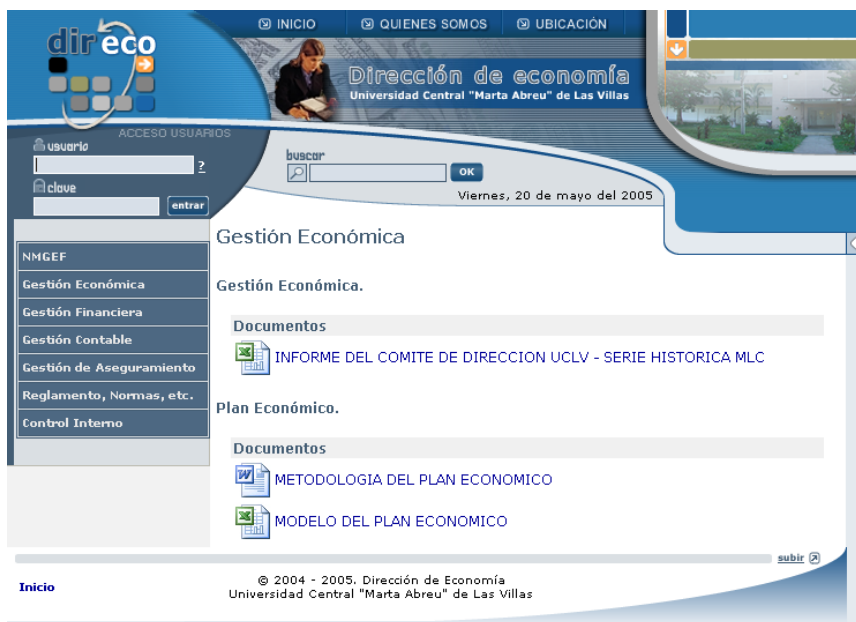 INICIO
QUIENES SOMOS
UBICACIÓN
dir eco
Dirección de economía
Universidad Central "Marta Abreu" de Las Villas
ACCESO USUARIOS
usuario
?
clave
entrar
buscar
OK
Viernes, 20 de mayo del 2005
NMGEF
Gestión Económica
Gestión Financiera
Gestión Contable
Gestión de Aseguramiento
Reglamento, Normas, etc.
Control Interno
Gestión Económica
Gestión Económica.
Documentos
INFORME DEL COMITE DE DIRECCION UCLV - SERIE HISTORICA MLC
Plan Económico.
Documentos
METODOLOGIA DEL PLAN ECONOMICO
MODELO DEL PLAN ECONOMICO
subir
Inicio
© 2004 - 2005. Dirección de Economía
Universidad Central "Marta Abreu" de Las Villas